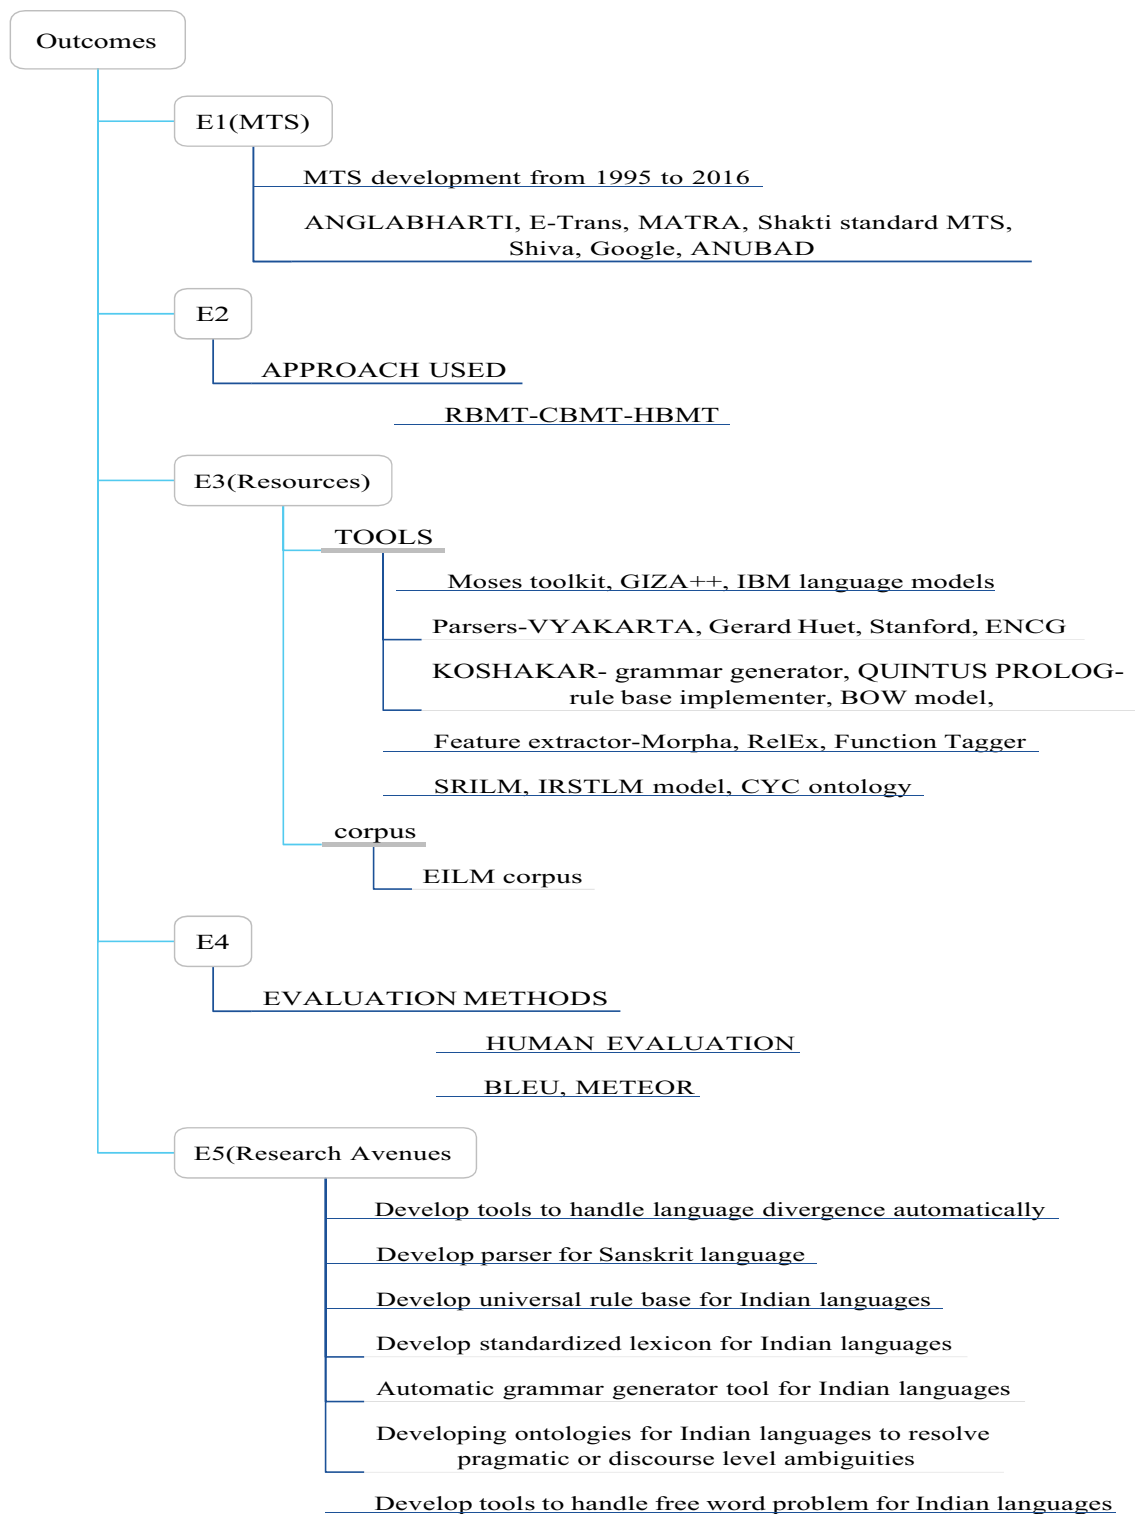 Outcomes
E1(MTS)
MTS development from 1995 to 2016
ANGLABHARTI, E-Trans, MATRA, Shakti standard MTS,
Shiva, Google, ANUBAD
E2
APPROACH USED
RBMT-CBMT-HBMT
E3(Resources)
TOOLS
Moses toolkit, GIZA++, IBM language models
Parsers-VYAKARTA, Gerard Huet, Stanford, ENCG
KOSHAKAR- grammar generator, QUINTUS PROLOG-
rule base implementer, BOW model,
Feature extractor-Morpha, RelEx, Function Tagger
SRILM, IRSTLM model, CYC ontology
corpus
EILM corpus
E4
EVALUATION METHODS
HUMAN EVALUATION
BLEU, METEOR
E5(Research Avenues
Develop tools to handle language divergence automatically
Develop parser for Sanskrit language
Develop universal rule base for Indian languages
Develop standardized lexicon for Indian languages
Automatic grammar generator tool for Indian languages
Developing ontologies for Indian languages to resolve
pragmatic or discourse level ambiguities
Develop tools to handle free word problem for Indian languages